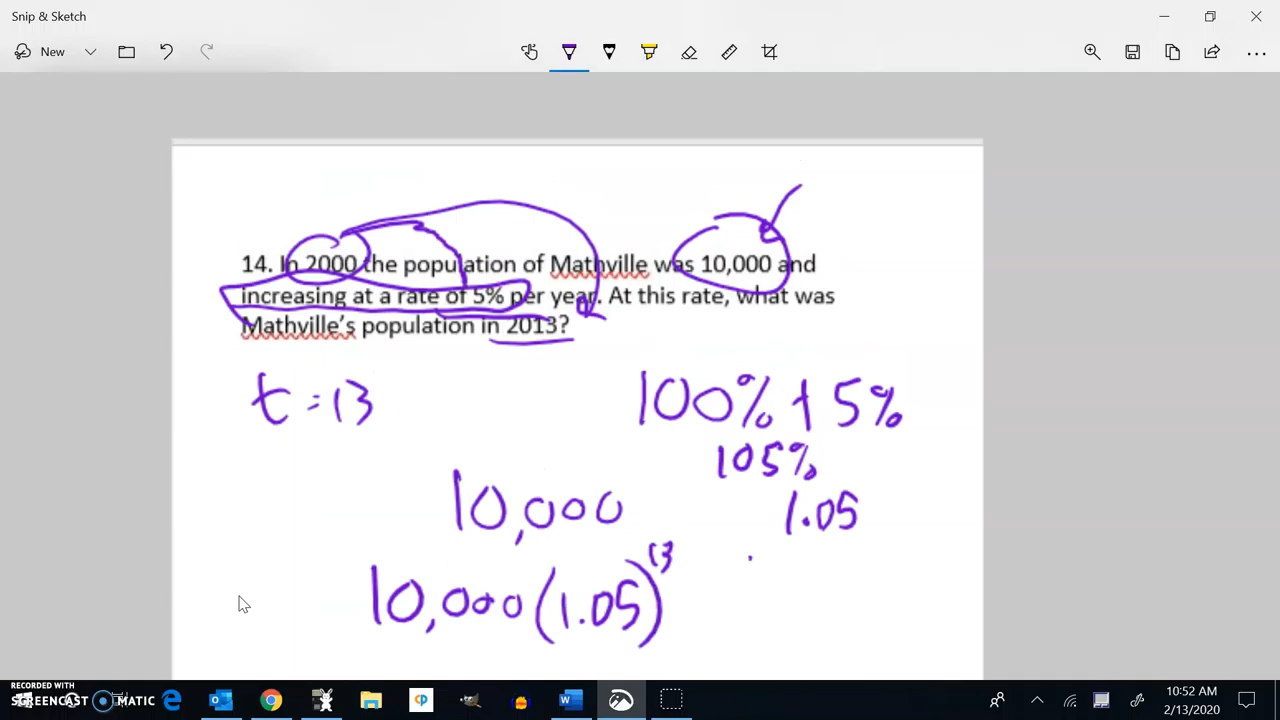 Snip & Sketch
New
14. In 2000 the population of Mathville was 10,000 and
increasing at a rate of 5% per year. At this rate, what was
Mathville's population in 2013?
t = 13
100% + 5%
105%
1.05
10,000
10,000(1.05)^13
RECORDED WITH
SCREENCAST MATIC
10:52 AM
2/13/2020